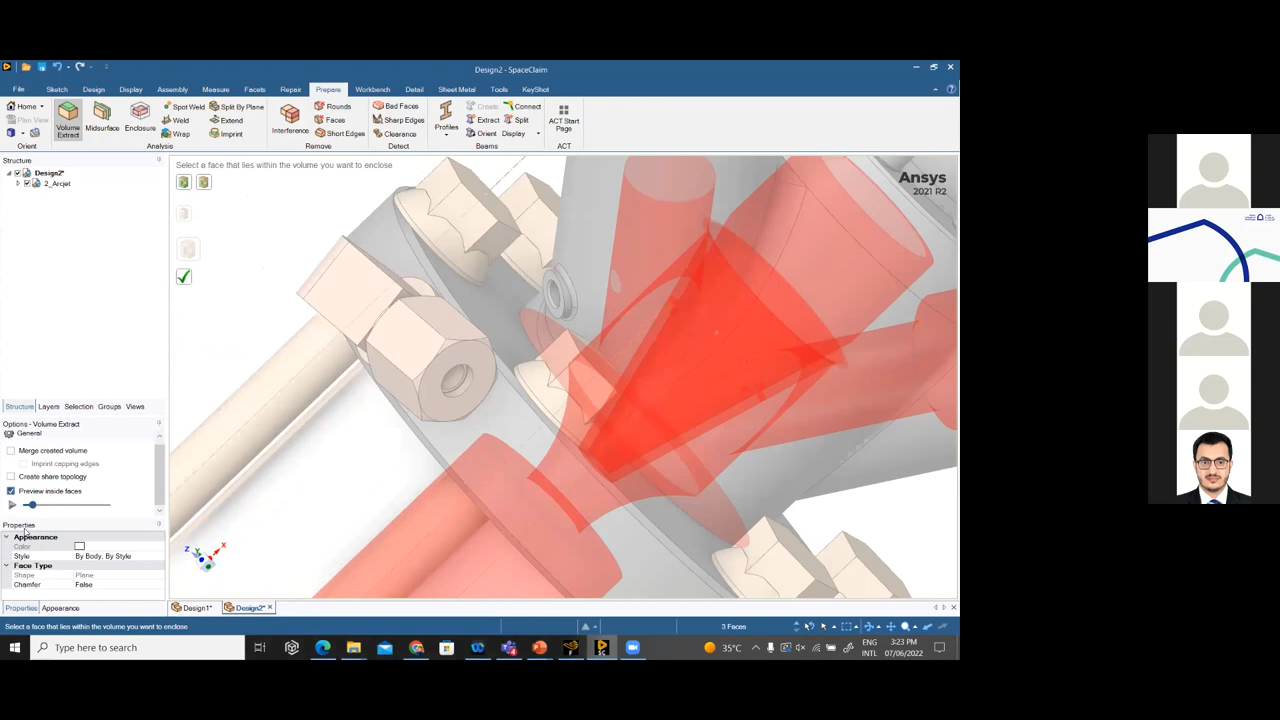 Design2 - SpaceClaim
File Sketch Design Display Assembly Measure Facets Repair Prepare Workbench Detail Sheet Metal Tools KeyShot
Home
Plan View
Orient
Volume Extract
Midsurface
Enclosure
Spot Weld
Weld
Wrap
Split By Plane
Extend
Imprint
Analysis
Interference
Rounds
Faces
Short Edges
Remove
Bad Faces
Sharp Edges
Clearance
Detect
Profiles
Create
Extract
Orient
Connect
Split
Display
Beams
ACT Start Page
ACT
Structure
Design2*
2_Arcjet
Select a face that lies within the volume you want to enclose
Ansys
2021 R2
Structure Layers Selection Groups Views
Options - Volume Extract
General
Merge created volume
Imprint capping edges
Create share topology
Preview inside faces
Properties
Appearance
Color
Style By Body, By Style
Face Type
Shape Plane
Chamfer False
Properties Appearance
Design1* Design2*
Select a face that lies within the volume you want to enclose
3 Faces
Type here to search
35°C
ENG
INTL
3:23 PM
07/06/2022